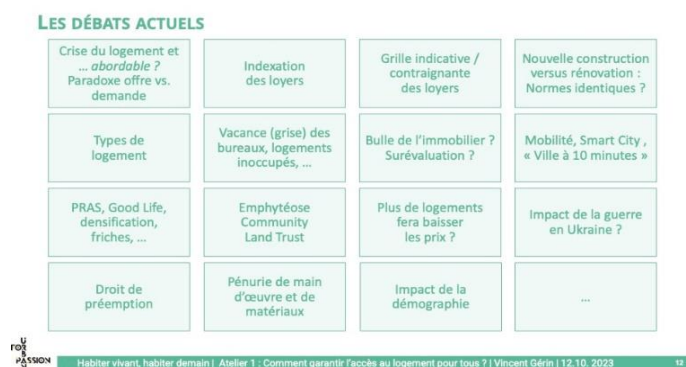 LES DÉBATS ACTUELS
Crise du logement et
... abordable ?
Paradoxe offre vs.
demande
Indexation
des loyers
Grille indicative /
contraignante
des loyers
Nouvelle construction
versus rénovation :
Normes identiques ?
Types de
logement
Vacance (grise) des
bureaux, logements
inoccupés, ...
Bulle de l'immobilier ?
Surévaluation ?
Mobilité, Smart City ,
« Ville à 10 minutes »
PRAS, Good Life,
densification,
friches, ...
Emphytéose
Community
Land Trust
Plus de logements
fera baisser
les prix ?
Impact de la guerre
en Ukraine ?
Droit de
préemption
Pénurie de main
d'œuvre et de
matériaux
Impact de la
démographie
...
Habiter vivant, habiter demain | Atelier 1 : Comment garantir l'accès au logement pour tous ? | Vincent Gérin | 12.10. 2023
12